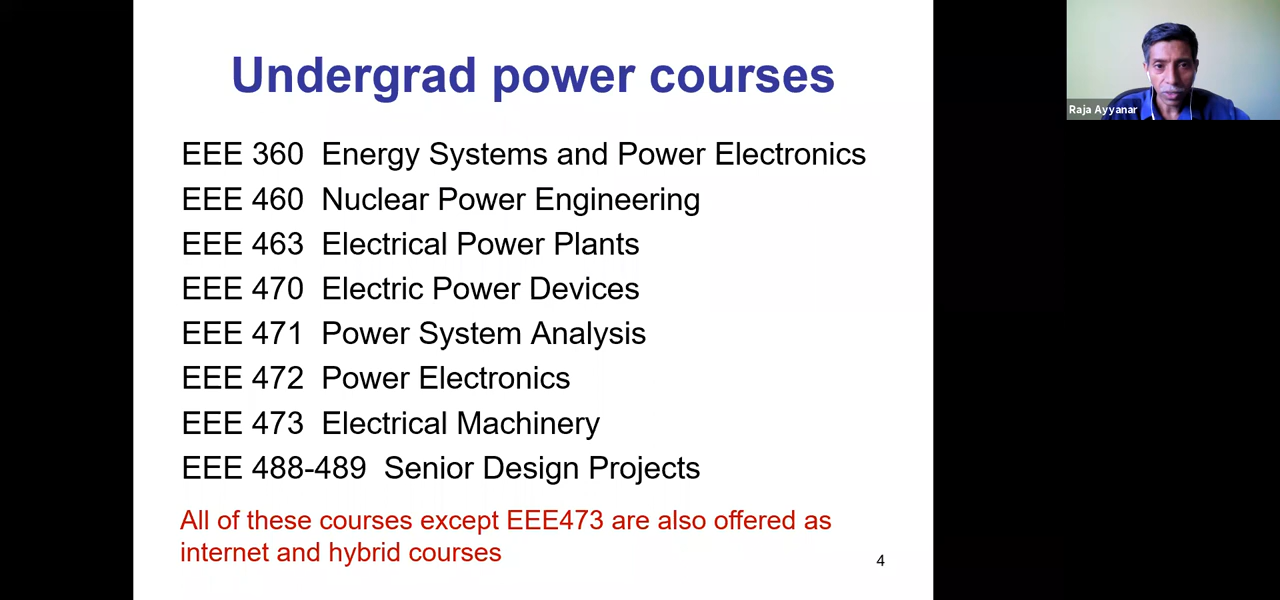 Undergrad power courses
EEE 360 Energy Systems and Power Electronics
EEE 460 Nuclear Power Engineering
EEE 463 Electrical Power Plants
EEE 470 Electric Power Devices
EEE 471 Power System Analysis
EEE 472 Power Electronics
EEE 473 Electrical Machinery
EEE 488-489 Senior Design Projects
All of these courses except EEE473 are also offered as
internet and hybrid courses
4
Raja Ayyanar